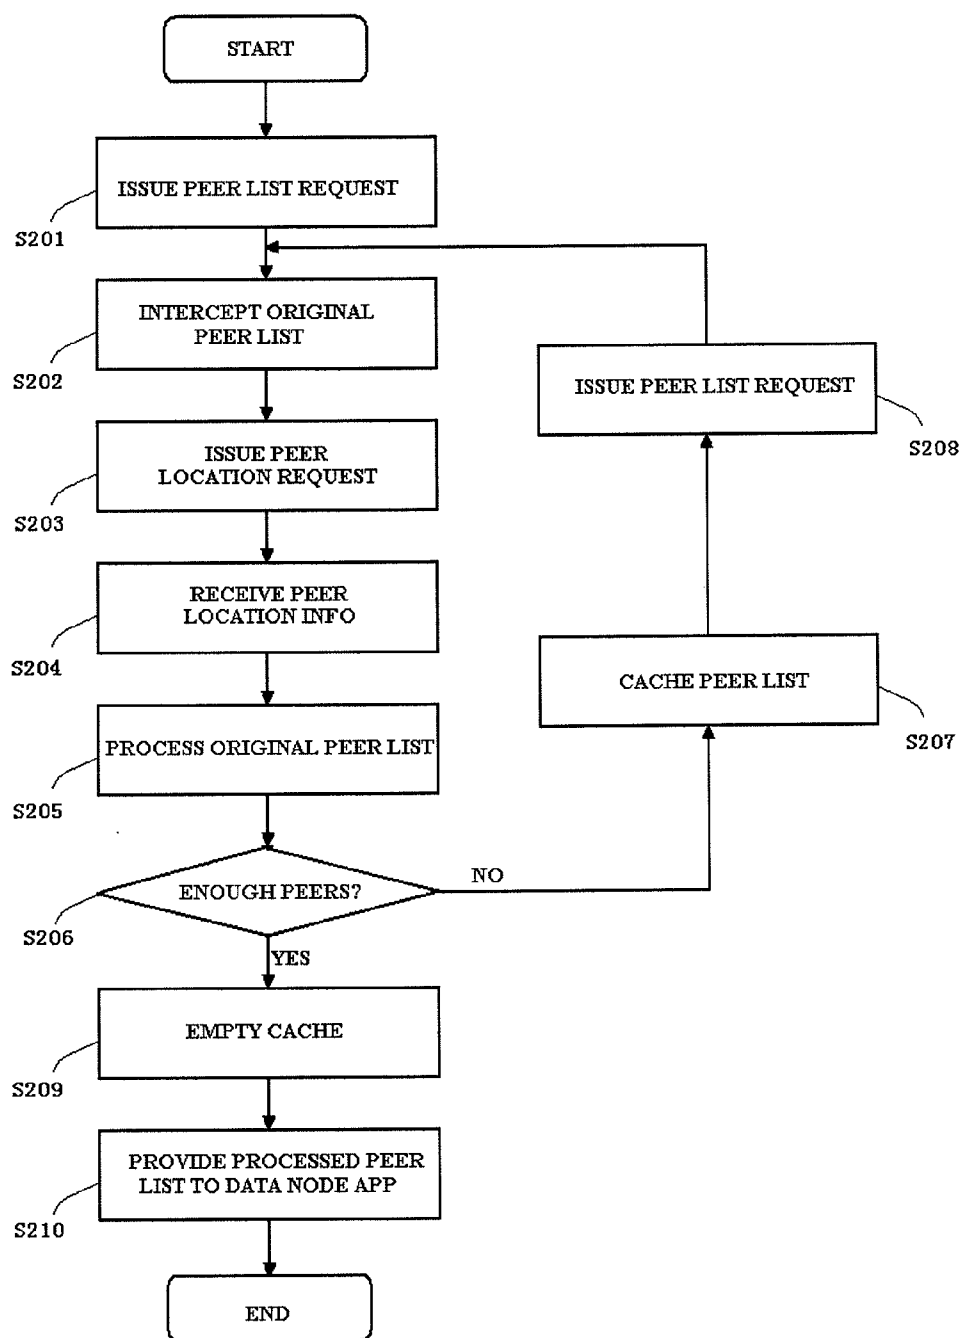 START
ISSUE PEER LIST REQUEST
S201
INTERCEPT ORIGINAL
PEER LIST
S202
ISSUE PEER LIST REQUEST
S208
ISSUE PEER
LOCATION REQUEST
S203
RECEIVE PEER
LOCATION INFO
S204
CACHE PEER LIST
S207
PROCESS ORIGINAL PEER LIST
S205
ENOUGH PEERS?
NO
S206
YES
EMPTY CACHE
S209
PROVIDE PROCESSED PEER
LIST TO DATA NODE APP
S210
END